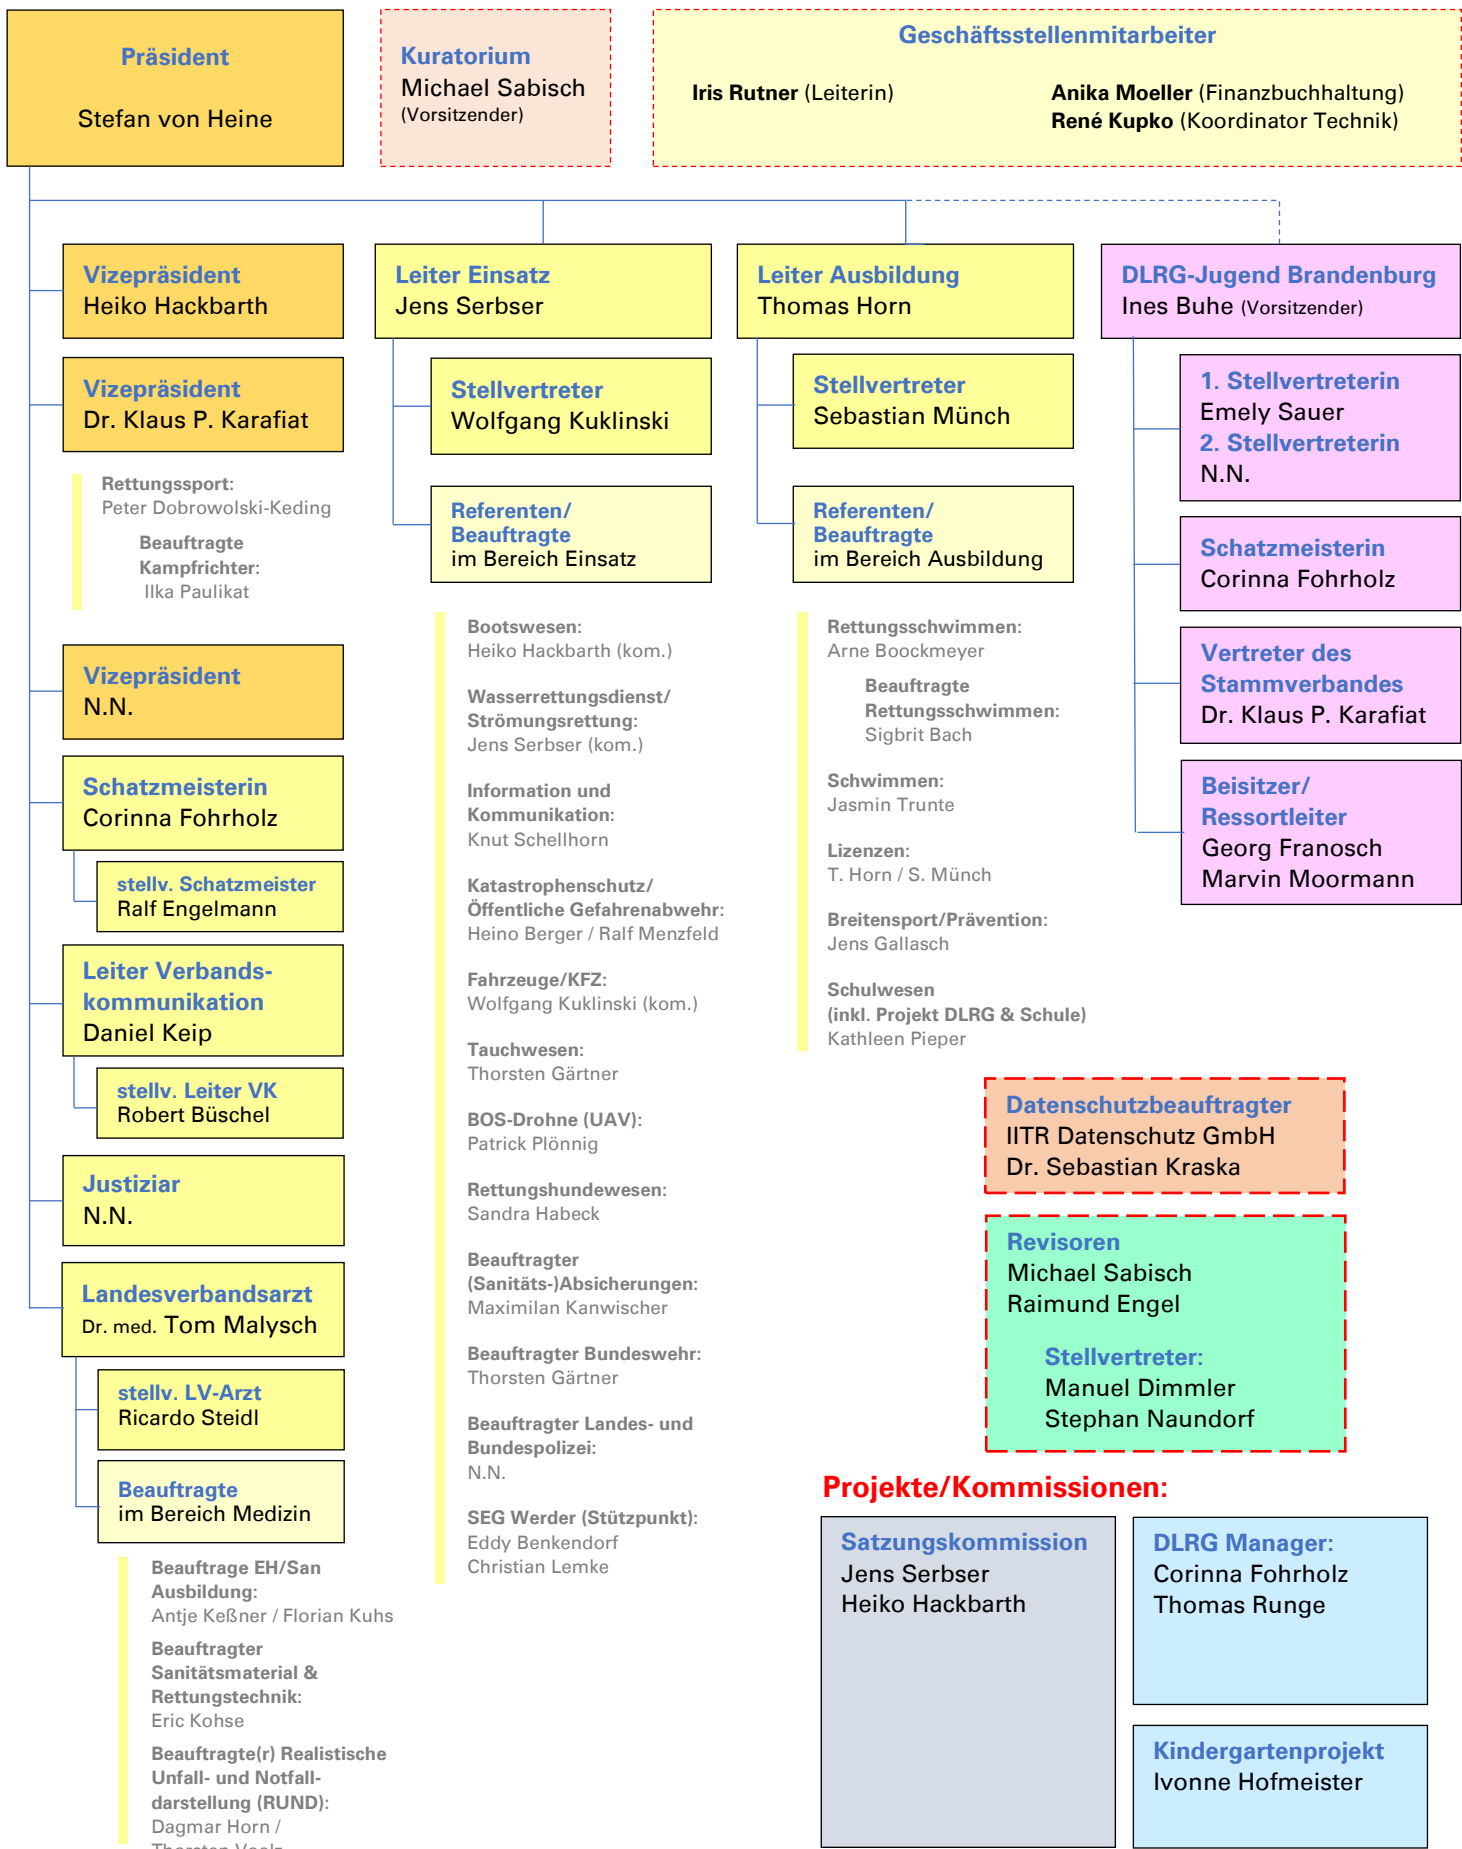 Präsident
Stefan von Heine
Kuratorium
Michael Sabisch
(Vorsitzender)
Geschäftsstellenmitarbeiter
Iris Rutner (Leiterin)
Anika Moeller (Finanzbuchhaltung)
René Kupko (Koordinator Technik)
Vizepräsident
Heiko Hackbarth
Vizepräsident
Dr. Klaus P. Karafiat
Rettungssport:
Peter Dobrowolski-Keding
Beauftragte
Kampfrichter:
Ilka Paulikat
Vizepräsident
N.N.
Schatzmeisterin
Corinna Fohrholz
stellv. Schatzmeister
Ralf Engelmann
Leiter Verbands-
kommunikation
Daniel Keip
stellv. Leiter VK
Robert Büschel
Justiziar
N.N.
Landesverbandsarzt
Dr. med. Tom Malysch
stellv. LV-Arzt
Ricardo Steidl
Beauftragte
im Bereich Medizin
Beauftrage EH/San
Ausbildung:
Antje Keßner / Florian Kuhs
Beauftragter
Sanitätsmaterial &
Rettungstechnik:
Eric Kohse
Beauftragte(r) Realistische
Unfall- und Notfall-
darstellung (RUND):
Dagmar Horn /
Leiter Einsatz
Jens Serbser
Stellvertreter
Wolfgang Kuklinski
Referenten/
Beauftragte
im Bereich Einsatz
Bootswesen:
Heiko Hackbarth (kom.)
Wasserrettungsdienst/
Strömungsrettung:
Jens Serbser (kom.)
Information und
Kommunikation:
Knut Schellhorn
Katastrophenschutz/
Öffentliche Gefahrenabwehr:
Heino Berger / Ralf Menzfeld
Fahrzeuge/KFZ:
Wolfgang Kuklinski (kom.)
Tauchwesen:
Thorsten Gärtner
BOS-Drohne (UAV):
Patrick Plönnig
Rettungshundewesen:
Sandra Habeck
Beauftragter
(Sanitäts-)Absicherungen:
Maximilian Kanwischer
Beauftragter Bundeswehr:
Thorsten Gärtner
Beauftragter Landes- und
Bundespolizei:
N.N.
SEG Werder (Stützpunkt):
Eddy Benkendorf
Christian Lemke
Leiter Ausbildung
Thomas Horn
Stellvertreter
Sebastian Münch
Referenten/
Beauftragte
im Bereich Ausbildung
Rettungsschwimmen:
Arne Boockmeyer
Beauftragte
Rettungsschwimmen:
Sigbrit Bach
Schwimmen:
Jasmin Trunte
Lizenzen:
T. Horn / S. Münch
Breitensport/Prävention:
Jens Gallasch
Schulwesen
(inkl. Projekt DLRG & Schule)
Kathleen Pieper
DLRG-Jugend Brandenburg
Ines Buhe (Vorsitzender)
1. Stellvertreterin
Emely Sauer
2. Stellvertreterin
N.N.
Schatzmeisterin
Corinna Fohrholz
Vertreter des
Stammverbandes
Dr. Klaus P. Karafiat
Beisitzer/
Ressortleiter
Georg Franosch
Marvin Moormann
Datenschutzbeauftragter
IITR Datenschutz GmbH
Dr. Sebastian Kraska
Revisoren
Michael Sabisch
Raimund Engel
Stellvertreter:
Manuel Dimmler
Stephan Naundorf
Projekte/Kommissionen:
Satzungskommission
Jens Serbser
Heiko Hackbarth
DLRG Manager:
Corinna Fohrholz
Thomas Runge
Kindergartenprojekt
Ivonne Hofmeister